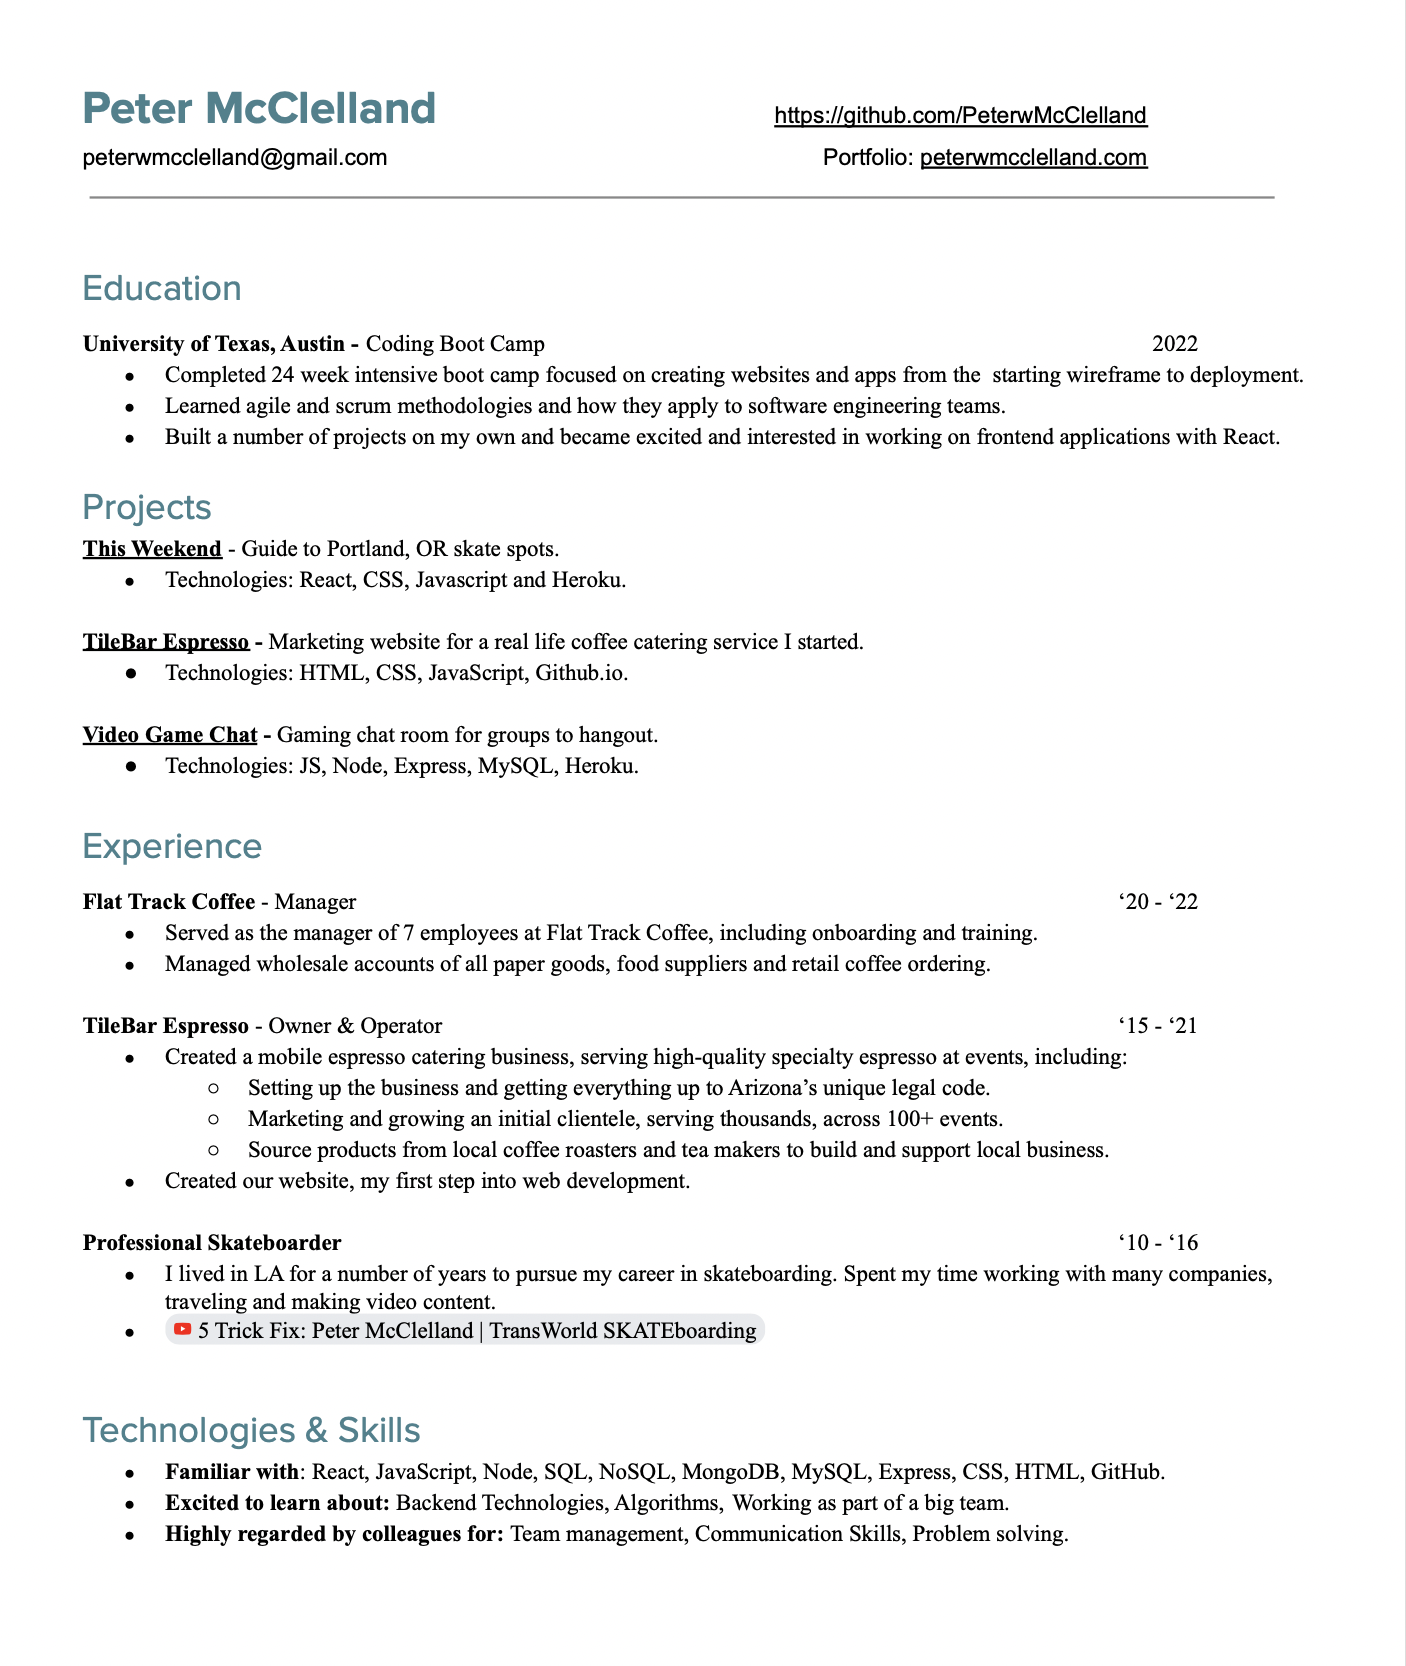 Peter McClelland
https://github.com/PeterwMcClelland
peterwmcclelland@gmail.com
Portfolio: peterwmcclelland.com
Education
University of Texas, Austin - Coding Boot Camp 2022
● Completed 24 week intensive boot camp focused on creating websites and apps from the  starting wireframe to deployment.
● Learned agile and scrum methodologies and how they apply to software engineering teams.
● Built a number of projects on my own and became excited and interested in working on frontend applications with React.
Projects
This Weekend - Guide to Portland, OR skate spots.
● Technologies: React, CSS, Javascript and Heroku.
TileBar Espresso - Marketing website for a real life coffee catering service I started.
● Technologies: HTML, CSS, JavaScript, Github.io.
Video Game Chat - Gaming chat room for groups to hangout.
● Technologies: JS, Node, Express, MySQL, Heroku.
Experience
Flat Track Coffee - Manager ‘20 - ‘22
● Served as the manager of 7 employees at Flat Track Coffee, including onboarding and training.
● Managed wholesale accounts of all paper goods, food suppliers and retail coffee ordering.
TileBar Espresso - Owner & Operator ‘15 - ‘21
● Created a mobile espresso catering business, serving high-quality specialty espresso at events, including:
○ Setting up the business and getting everything up to Arizona’s unique legal code.
○ Marketing and growing an initial clientele, serving thousands, across 100+ events.
○ Source products from local coffee roasters and tea makers to build and support local business.
● Created our website, my first step into web development.
Professional Skateboarder ‘10 - ‘16
● I lived in LA for a number of years to pursue my career in skateboarding. Spent my time working with many companies,
traveling and making video content.
● 5 Trick Fix: Peter McClelland | TransWorld SKATEboarding
Technologies & Skills
● Familiar with: React, JavaScript, Node, SQL, NoSQL, MongoDB, MySQL, Express, CSS, HTML, GitHub.
● Excited to learn about: Backend Technologies, Algorithms, Working as part of a big team.
● Highly regarded by colleagues for: Team management, Communication Skills, Problem solving.